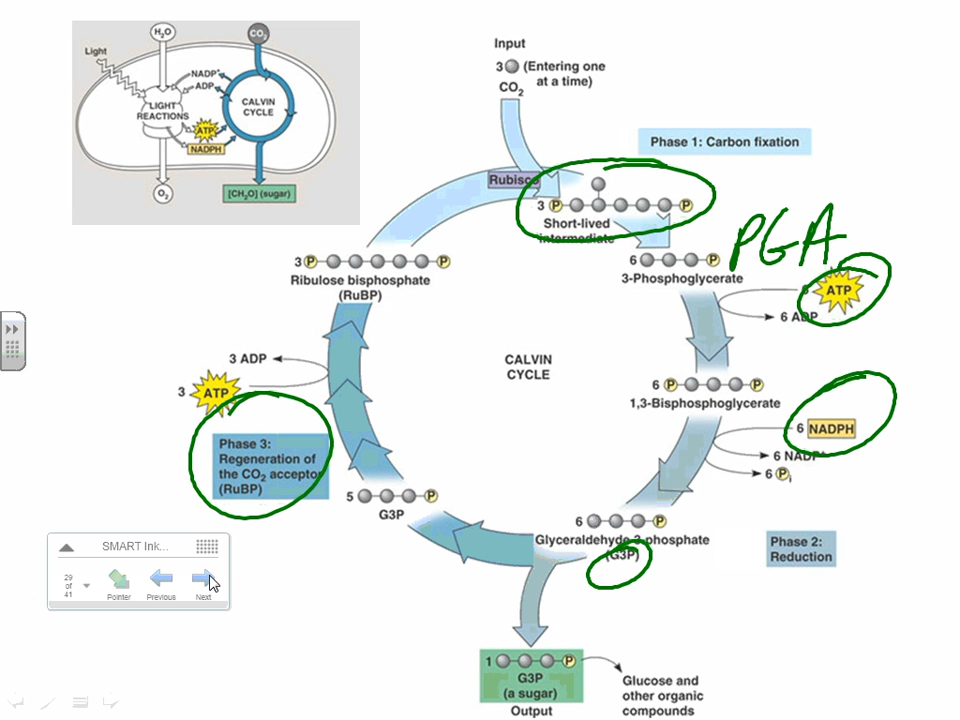 H₂O
CO₂
Light
NADP⁺
ADP
LIGHT
REACTIONS
CALVIN
CYCLE
ATP
NADPH
O₂
[CH₂O] (sugar)
Input
3 (Entering one
at a time)
CO₂
Phase 1: Carbon fixation
Rubisco
3 P P
Short-lived
intermediate
PGA
3 P P
Ribulose bisphosphate
(RuBP)
6 P
3-Phosphoglycerate
6 ATP
6 ADP
3 ADP
CALVIN
CYCLE
3 ATP
6 P P
1,3-Bisphosphoglycerate
6 NADPH
6 NADP⁺
6 Pi
Phase 3:
Regeneration of
the CO₂ acceptor
(RuBP)
5 P
G3P
6 P
Glyceraldehyde-3-phosphate
(G3P)
Phase 2:
Reduction
SMART Ink...
29
of
41
Pointer
Previous
Next
1 P
G3P
(a sugar)
Output
Glucose and
other organic
compounds